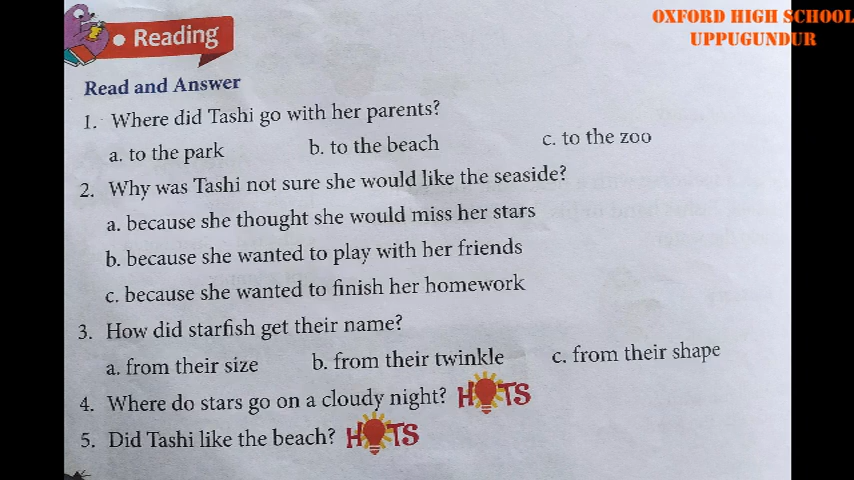 OXFORD HIGH SCHOOL
UPPUGUNDUR
• Reading
Read and Answer
1. Where did Tashi go with her parents?
a. to the park b. to the beach c. to the zoo
2. Why was Tashi not sure she would like the seaside?
a. because she thought she would miss her stars
b. because she wanted to play with her friends
c. because she wanted to finish her homework
3. How did starfish get their name?
a. from their size b. from their twinkle c. from their shape
4. Where do stars go on a cloudy night? HOTS
5. Did Tashi like the beach? HOTS